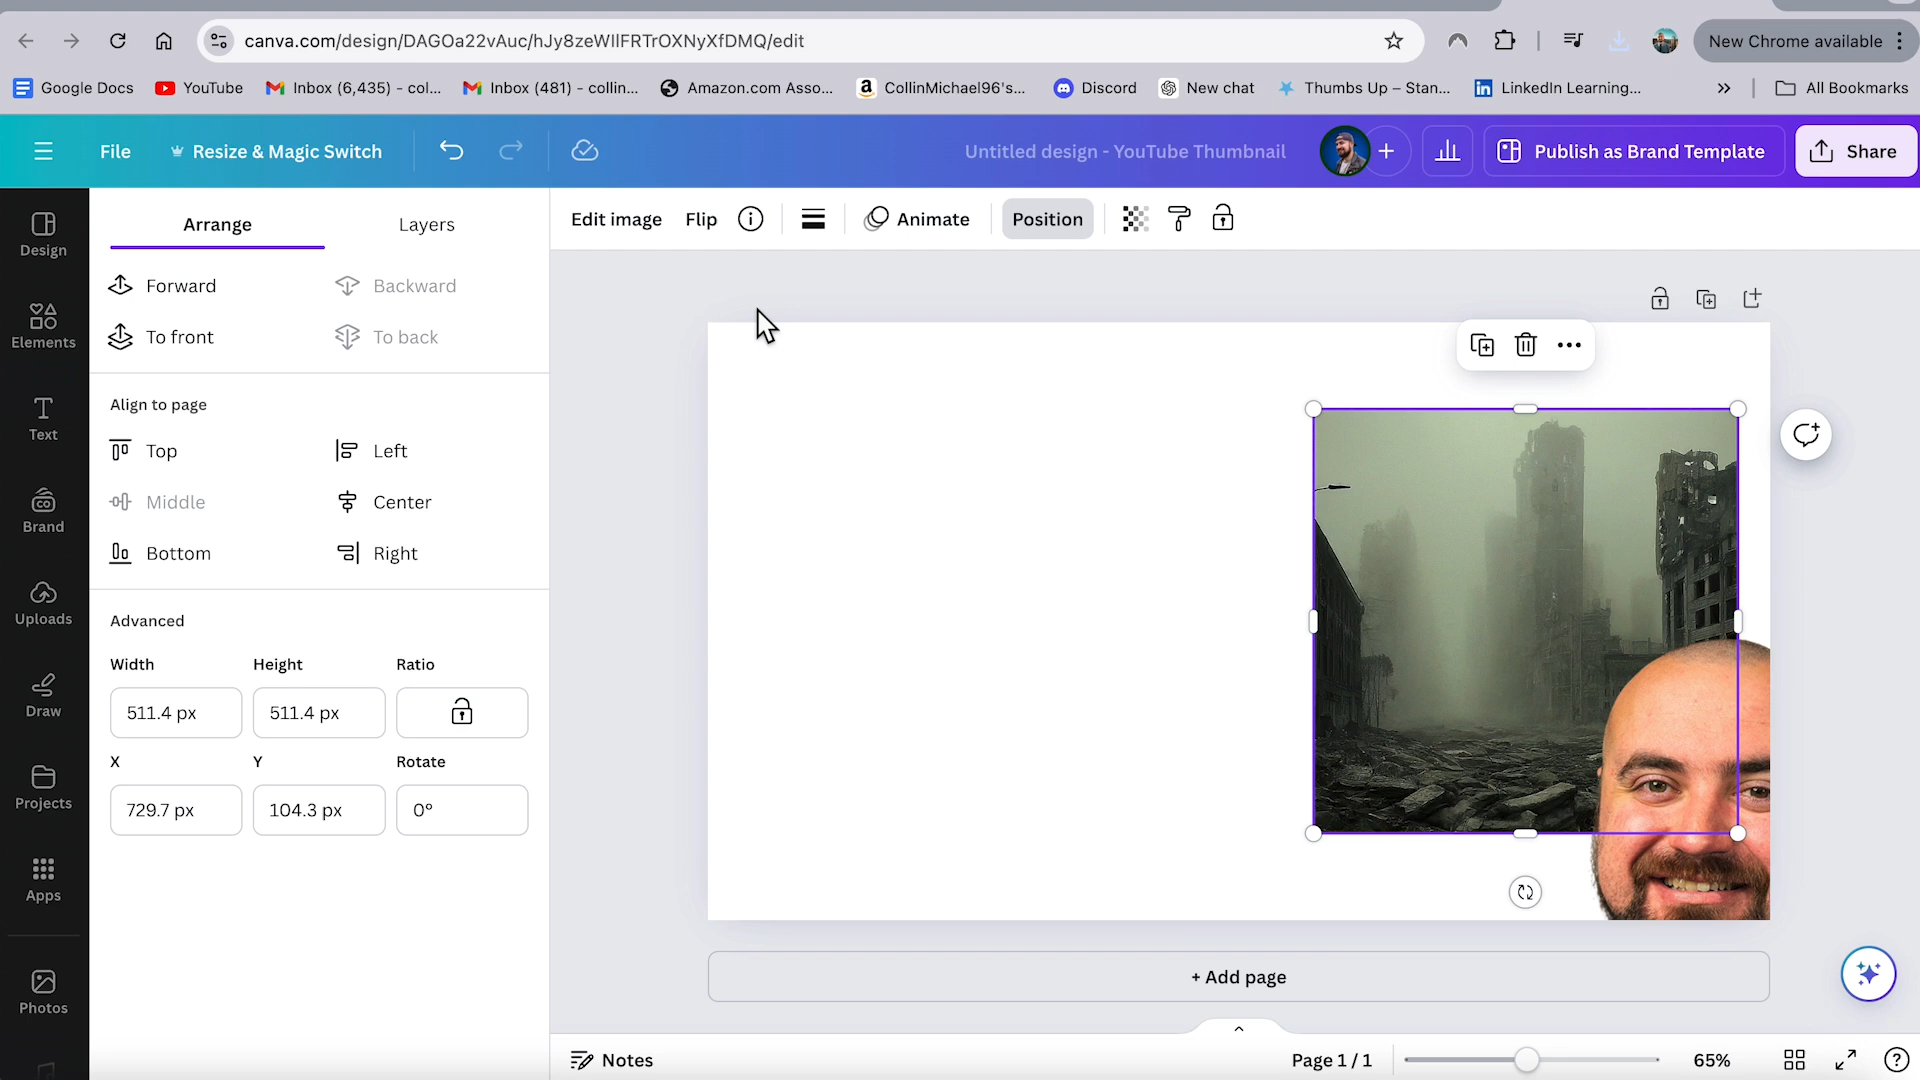 canva.com/design/DAGOa22vAuc/hJy8zeWIlFRTrOXNyXfDMQ/edit
New Chrome available
Google Docs YouTube Inbox (6,435) - col... Inbox (481) - collin... Amazon.com Asso... CollinMichael96's... Discord New chat Thumbs Up – Stan... LinkedIn Learning... All Bookmarks
File Resize & Magic Switch Untitled design - YouTube Thumbnail Publish as Brand Template Share
Design
Elements
Text
Brand
Uploads
Draw
Projects
Apps
Photos
Arrange Layers
Forward Backward
To front To back
Align to page
Top Left
Middle Center
Bottom Right
Advanced
Width Height Ratio
511.4 px 511.4 px
X Y Rotate
729.7 px 104.3 px 0°
Edit image Flip Animate Position
+ Add page
Notes Page 1 / 1 65%